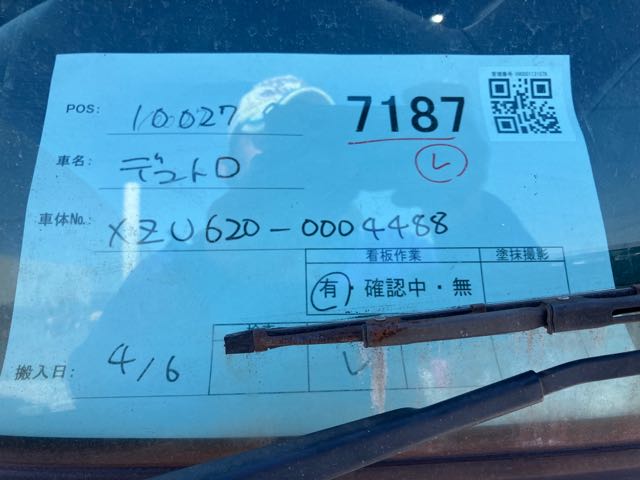 POS: 10027
7187
レ
車名: デュトロ
車体No.: XZU620-0004488
看板作業 塗抹撮影
有・確認中・無
搬入日: 4/6 レ